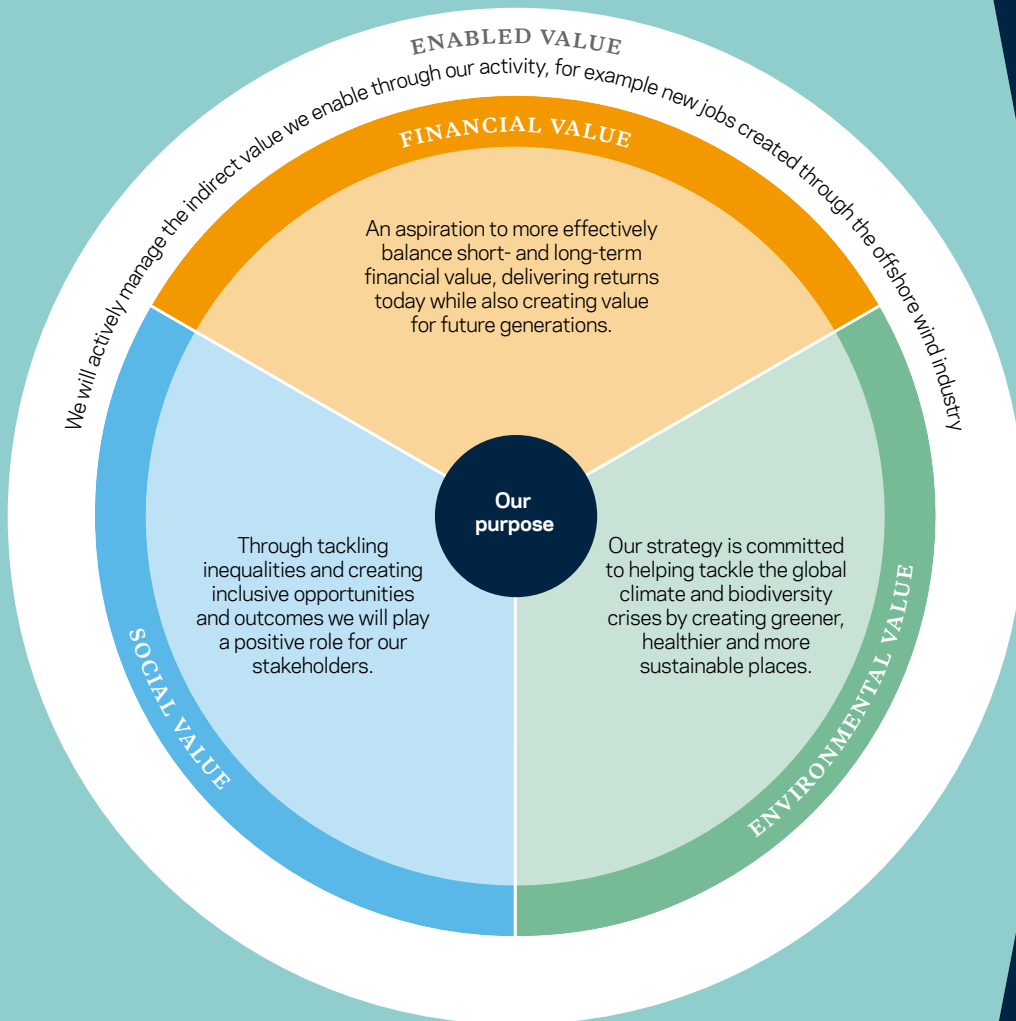 ENABLED VALUE
We will actively manage the indirect value we enable through our activity, for example new jobs created through the offshore wind industry
FINANCIAL VALUE
An aspiration to more effectively
balance short- and long-term
financial value, delivering returns
today while also creating value
for future generations.
Our
purpose
Through tackling
inequalities and creating
inclusive opportunities
and outcomes we will play
a positive role for our
stakeholders.
SOCIAL VALUE
Our strategy is committed
to helping tackle the global
climate and biodiversity
crises by creating greener,
healthier and more
sustainable places.
ENVIRONMENTAL VALUE